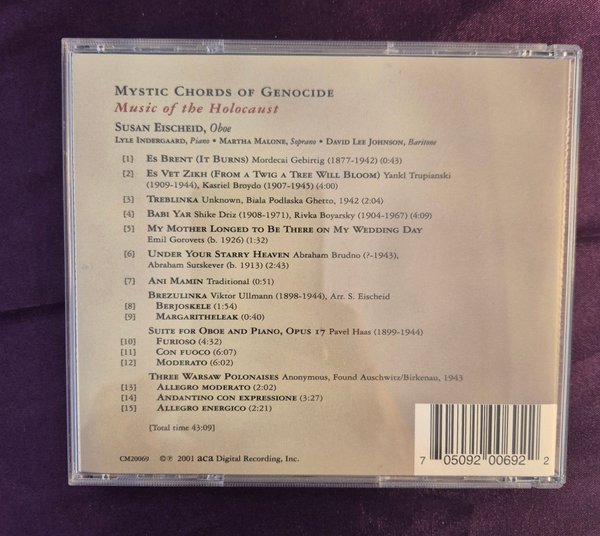 MYSTIC CHORDS OF GENOCIDE
Music of the Holocaust
SUSAN EISCHEID, Oboe
LYLE INDERGAARD, Piano • MARTHA MALONE, Soprano • DAVID LEE JOHNSON, Baritone
[1] ES BRENT (IT BURNS) Mordecai Gebirtig (1877-1942) (0:43)
[2] ES VET ZIKH (FROM A TWIG A TREE WILL BLOOM) Yankl Trupianski
(1909-1944), Kasriel Broydo (1907-1945) (4:00)
[3] TREBLINKA Unknown, Biala Podlaska Ghetto, 1942 (2:04)
[4] BABI YAR Shike Driz (1908-1971), Rivka Boyarsky (1904-1967) (4:09)
[5] MY MOTHER LONGED TO BE THERE ON MY WEDDING DAY
Emil Gorovets (b. 1926) (1:32)
[6] UNDER YOUR STARRY HEAVEN Abraham Brudno (?-1943),
Abraham Sutskever (b. 1913) (2:43)
[7] ANI MAMIN Traditional (0:51)
BREZULINKA Viktor Ullmann (1898-1944), Arr. S. Eischeid
[8] BERJOSKELE (1:54)
[9] MARGARITHELEAK (0:40)
SUITE FOR OBOE AND PIANO, OPUS 17 Pavel Haas (1899-1944)
[10] FURIOSO (4:32)
[11] CON FUOCO (6:07)
[12] MODERATO (6:02)
THREE WARSAW POLONAISES Anonymous, Found Auschwitz/Birkenau, 1943
[13] ALLEGRO MODERATO (2:02)
[14] ANDANTINO CON EXPRESSIONE (3:27)
[15] ALLEGRO ENERGICO (2:21)
[Total time 43:09]
CM20069 ©℗ 2001 aca Digital Recording, Inc.
7 05092 00692 2